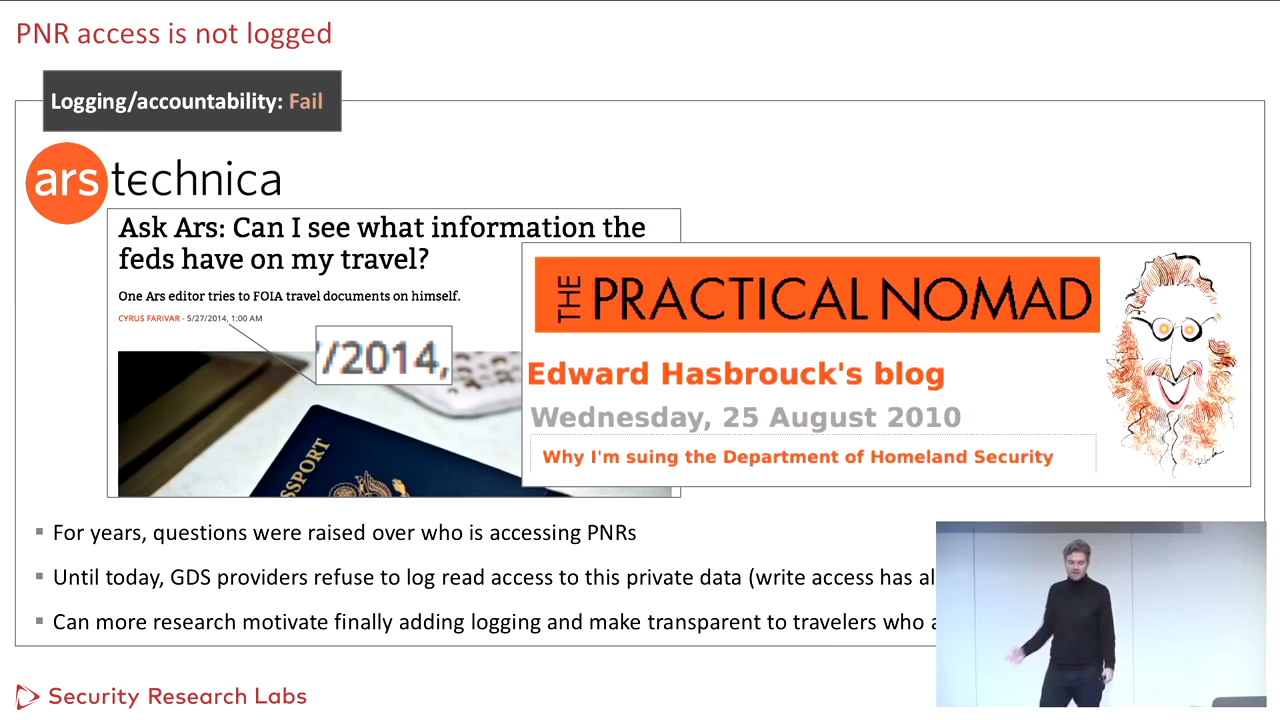 PNR access is not logged
Logging/accountability: Fail
ars technica
Ask Ars: Can I see what information the
feds have on my travel?
One Ars editor tries to FOIA travel documents on himself.
CYRUS FARIVAR - 5/27/2014, 1:00 AM
/2014,
THE PRACTICAL NOMAD
Edward Hasbrouck's blog
Wednesday, 25 August 2010
Why I'm suing the Department of Homeland Security
For years, questions were raised over who is accessing PNRs
Until today, GDS providers refuse to log read access to this private data (write access has
Can more research motivate finally adding logging and make transparent to travelers who
Security Research Labs